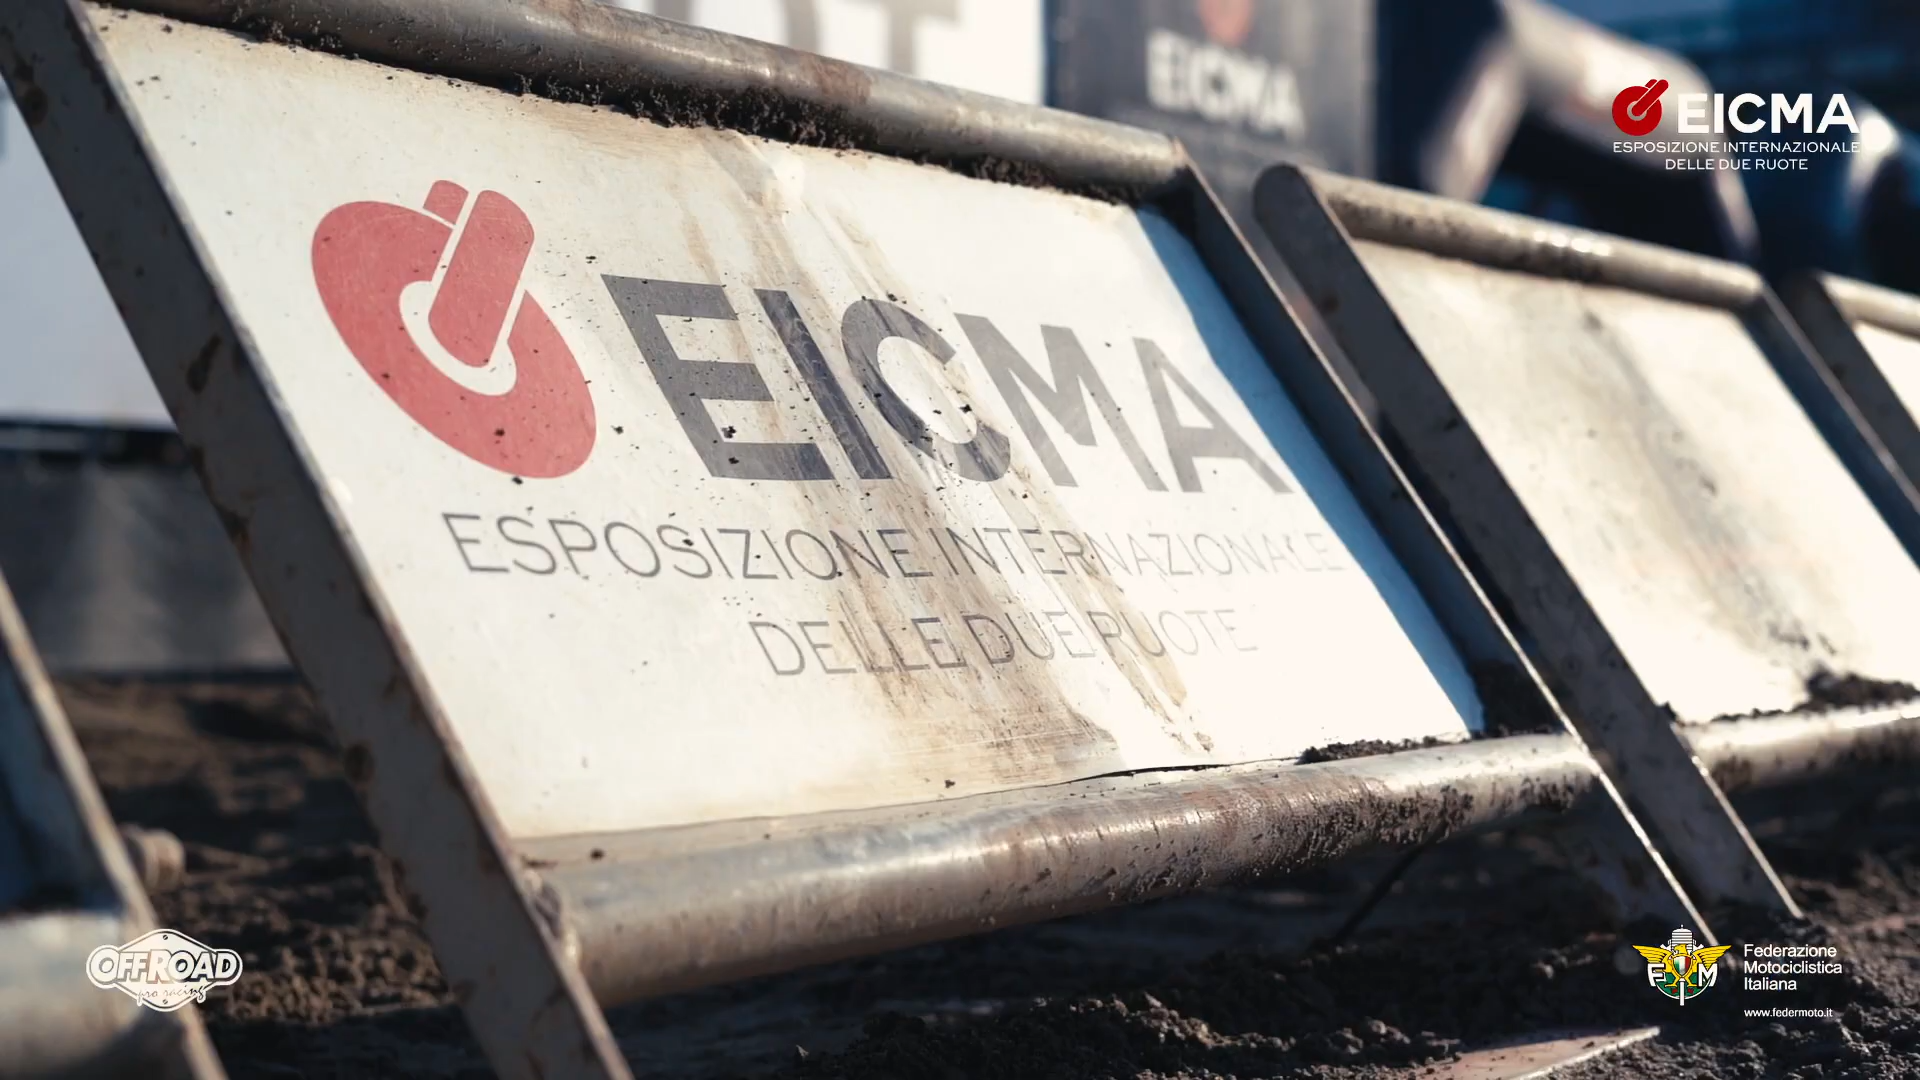 EICMA
EICMA
ESPOSIZIONE INTERNAZIONALE
DELLE DUE RUOTE
EICMA
ESPOSIZIONE INTERNAZIONALE
DELLE DUE RUOTE
OFFROAD
pro racing
FM
Federazione
Motociclistica
Italiana
www.federmoto.it